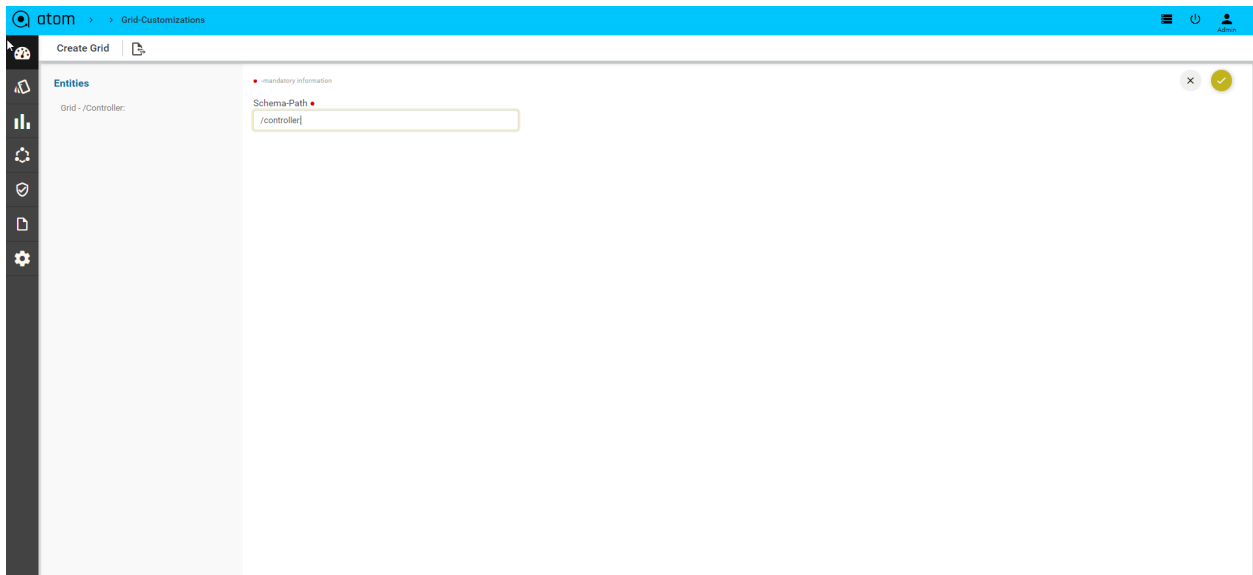 atom > > Grid-Customizations
Admin
Create Grid
Entities
Grid - /Controller:
-mandatory information
Schema-Path
/controller